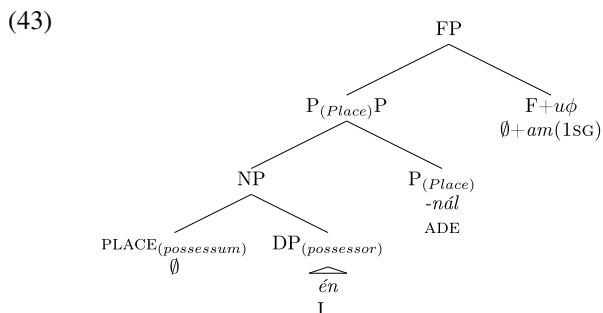 (43)
FP
P(Place)P F+uϕ
∅+am(1SG)
NP P(Place)
-nál
ADE
PLACE(possessum) DP(possessor)
∅
én
I